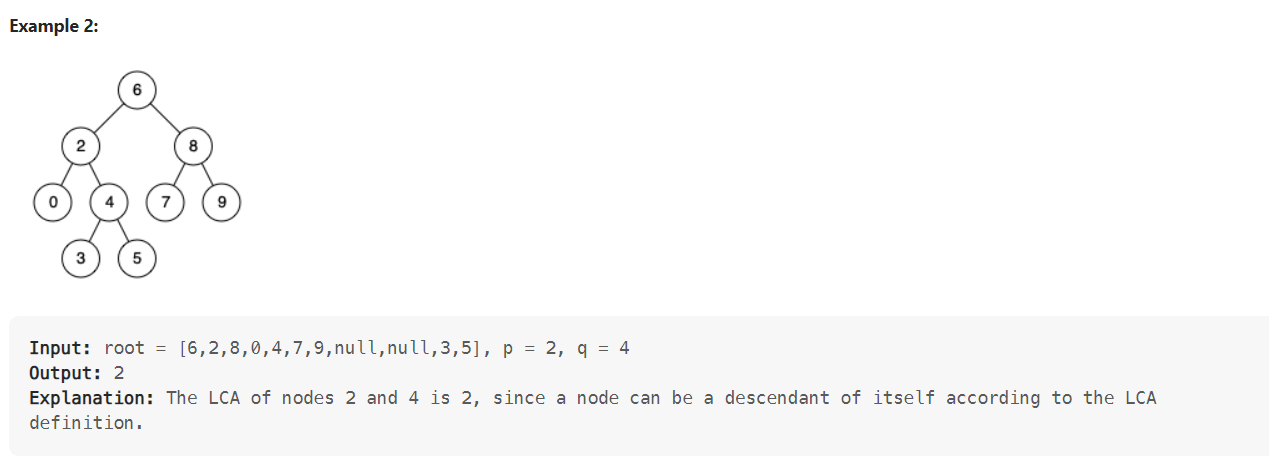 Example 2:
6
2 8
0 4 7 9
3 5
Input: root = [6,2,8,0,4,7,9,null,null,3,5], p = 2, q = 4
Output: 2
Explanation: The LCA of nodes 2 and 4 is 2, since a node can be a descendant of itself according to the LCA
definition.